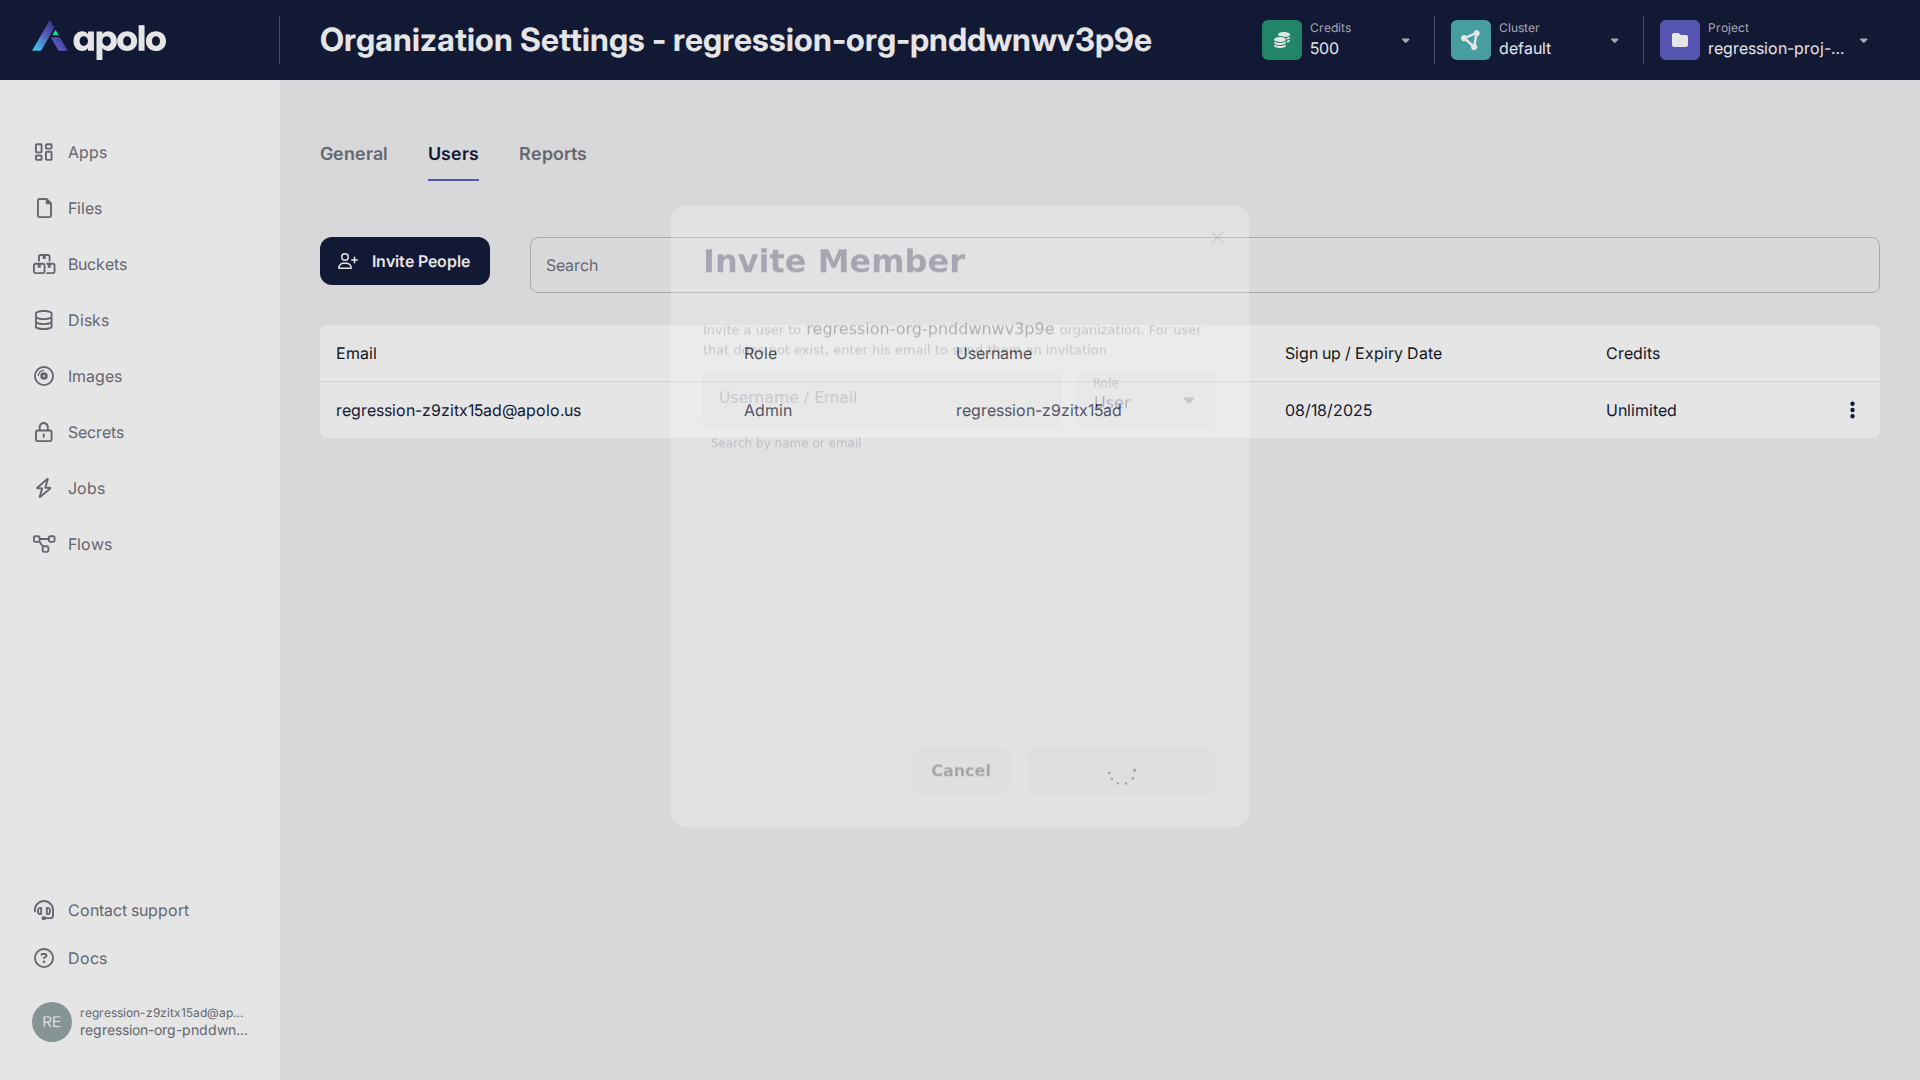 apolo
Organization Settings - regression-org-pnddwnwv3p9e
Credits
500
Cluster
default
Project
regression-proj-...
Apps
Files
Buckets
Disks
Images
Secrets
Jobs
Flows
Contact support
Docs
RE
regression-z9zitx15ad@ap...
regression-org-pnddwn...
General
Users
Reports
Invite People
Search
Email
Role
Username
Sign up / Expiry Date
Credits
regression-z9zitx15ad@apolo.us
Admin
regression-z9zitx15ad
08/18/2025
Unlimited
Invite Member
Invite a user to regression-org-pnddwnwv3p9e organization. For user
that does not exist, enter his email to send them an invitation
Username / Email
Role
User
Search by name or email
Cancel